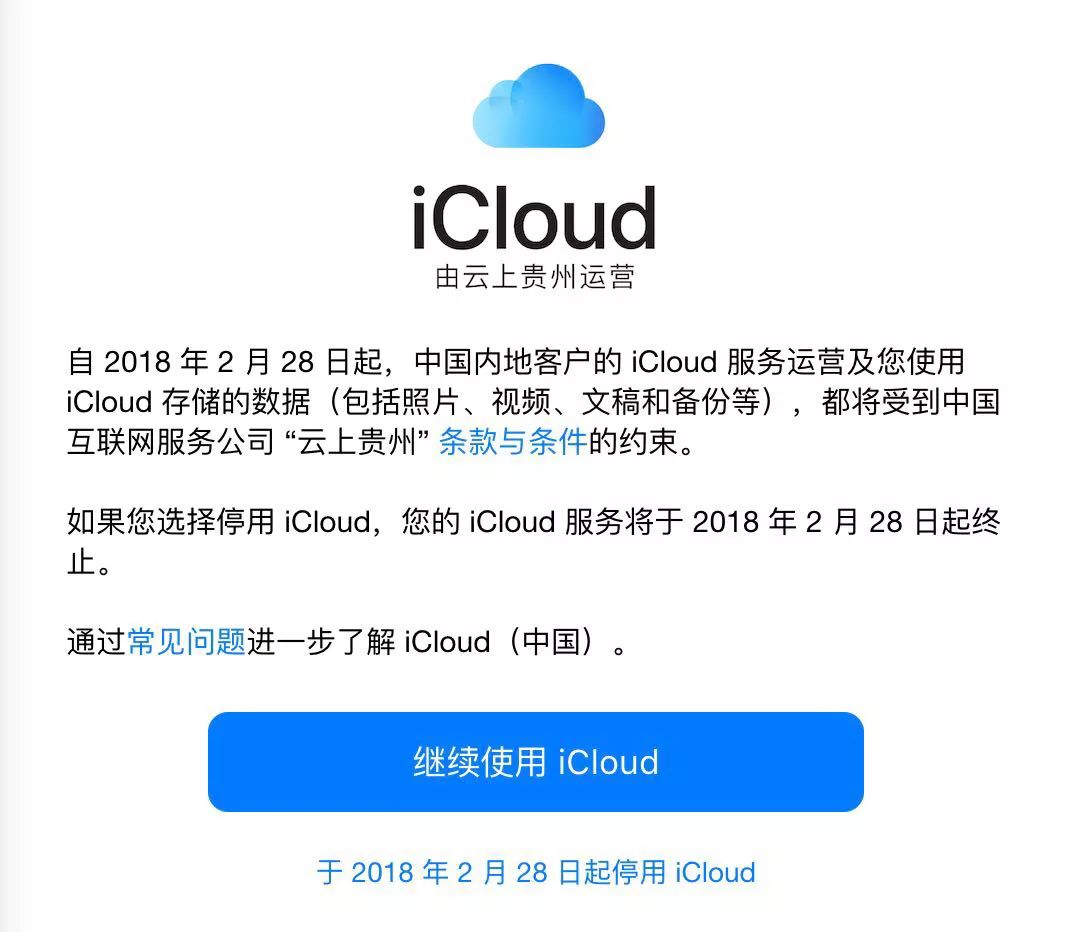 iCloud
由云上贵州运营
自 2018 年 2 月 28 日起，中国内地客户的 iCloud 服务运营及您使用
iCloud 存储的数据（包括照片、视频、文稿和备份等），都将受到中国
互联网服务公司 “云上贵州” 条款与条件的约束。
如果您选择停用 iCloud，您的 iCloud 服务将于 2018 年 2 月 28 日起终
止。
通过常见问题进一步了解 iCloud（中国）。
继续使用 iCloud
于 2018 年 2 月 28 日起停用 iCloud